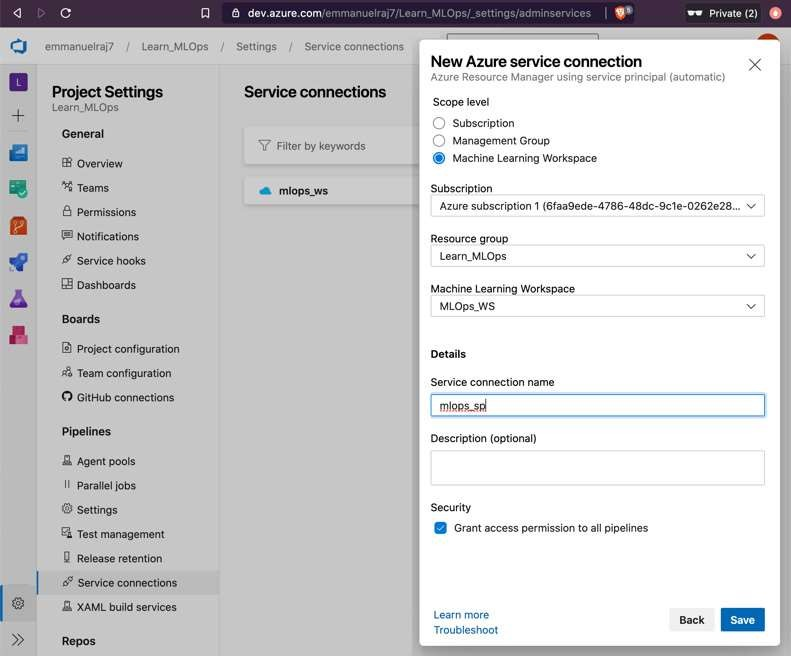 dev.azure.com/emmanuelraj7/Learn_MLOps/_settings/adminservices
5
Private (2)
emmanuelraj7 / Learn_MLOps / Settings / Service connections
L
Project Settings
Learn_MLOps
General
Overview
Teams
Permissions
Notifications
Service hooks
Dashboards
Boards
Project configuration
Team configuration
GitHub connections
Pipelines
Agent pools
Parallel jobs
Settings
Test management
Release retention
Service connections
XAML build services
Repos
Service connections
Filter by keywords
mlops_ws
New Azure service connection
Azure Resource Manager using service principal (automatic)
Scope level
Subscription
Management Group
Machine Learning Workspace
Subscription
Azure subscription 1 (6faa9ede-4786-48dc-9c1e-0262e28...
Resource group
Learn_MLOps
Machine Learning Workspace
MLOps_WS
Details
Service connection name
mlops_sp
Description (optional)
Security
Grant access permission to all pipelines
Learn more
Troubleshoot
Back
Save